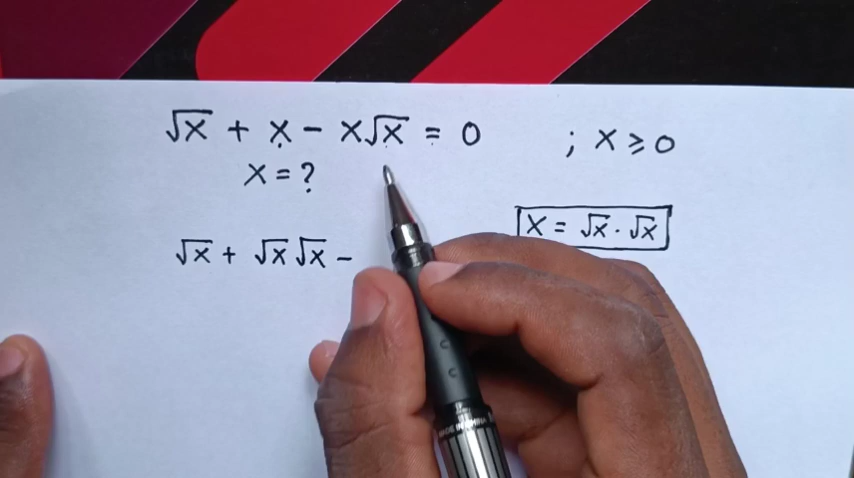 √x + x − x√x = 0 ; x ≥ 0
x = ?
x = √x · √x
√x + √x √x −